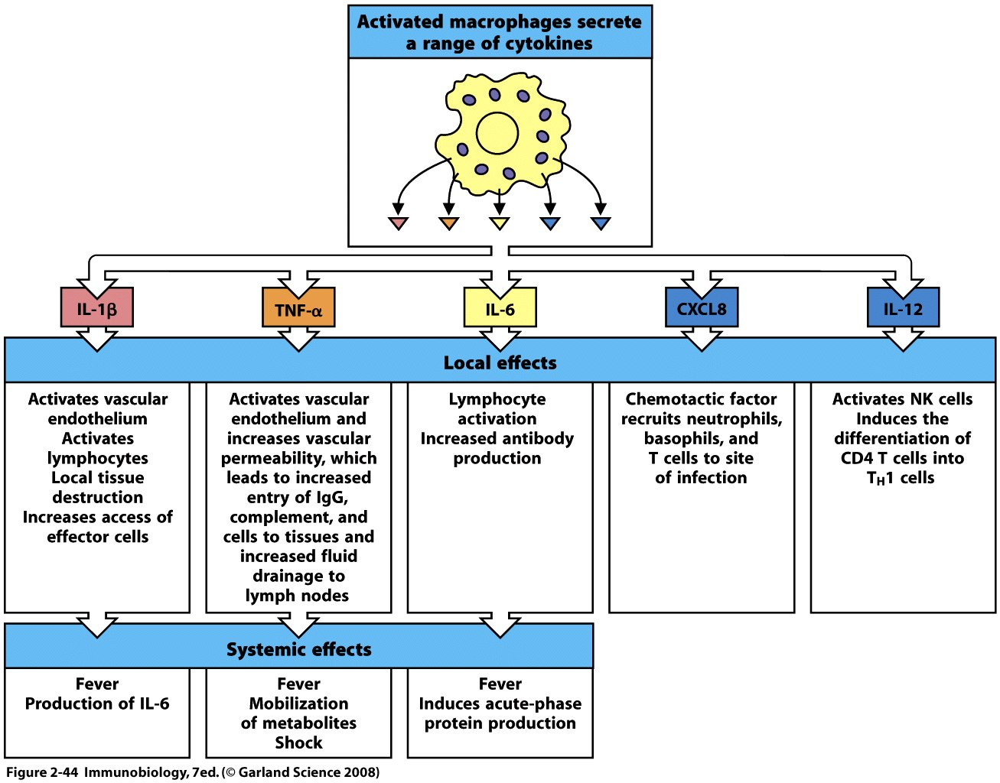 Activated macrophages secrete
a range of cytokines
IL-1β
TNF-α
IL-6
CXCL8
IL-12
Local effects
Activates vascular
endothelium
Activates
lymphocytes
Local tissue
destruction
Increases access of
effector cells
Activates vascular
endothelium and
increases vascular
permeability, which
leads to increased
entry of IgG,
complement, and
cells to tissues and
increased fluid
drainage to
lymph nodes
Lymphocyte
activation
Increased antibody
production
Chemotactic factor
recruits neutrophils,
basophils, and
T cells to site
of infection
Activates NK cells
Induces the
differentiation of
CD4 T cells into
TH1 cells
Systemic effects
Fever
Production of IL-6
Fever
Mobilization
of metabolites
Shock
Fever
Induces acute-phase
protein production
Figure 2-44 Immunobiology, 7ed. (© Garland Science 2008)